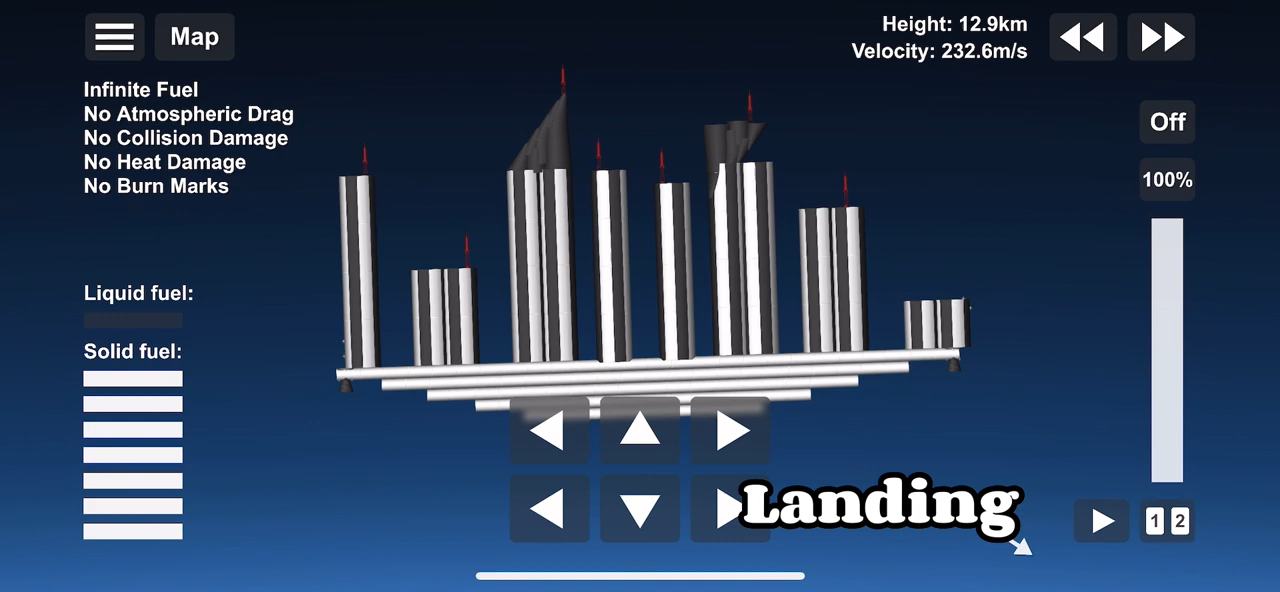 Map
Height: 12.9km
Velocity: 232.6m/s
Infinite Fuel
No Atmospheric Drag
No Collision Damage
No Heat Damage
No Burn Marks
Off
100%
Liquid fuel:
Solid fuel:
Landing
1 2